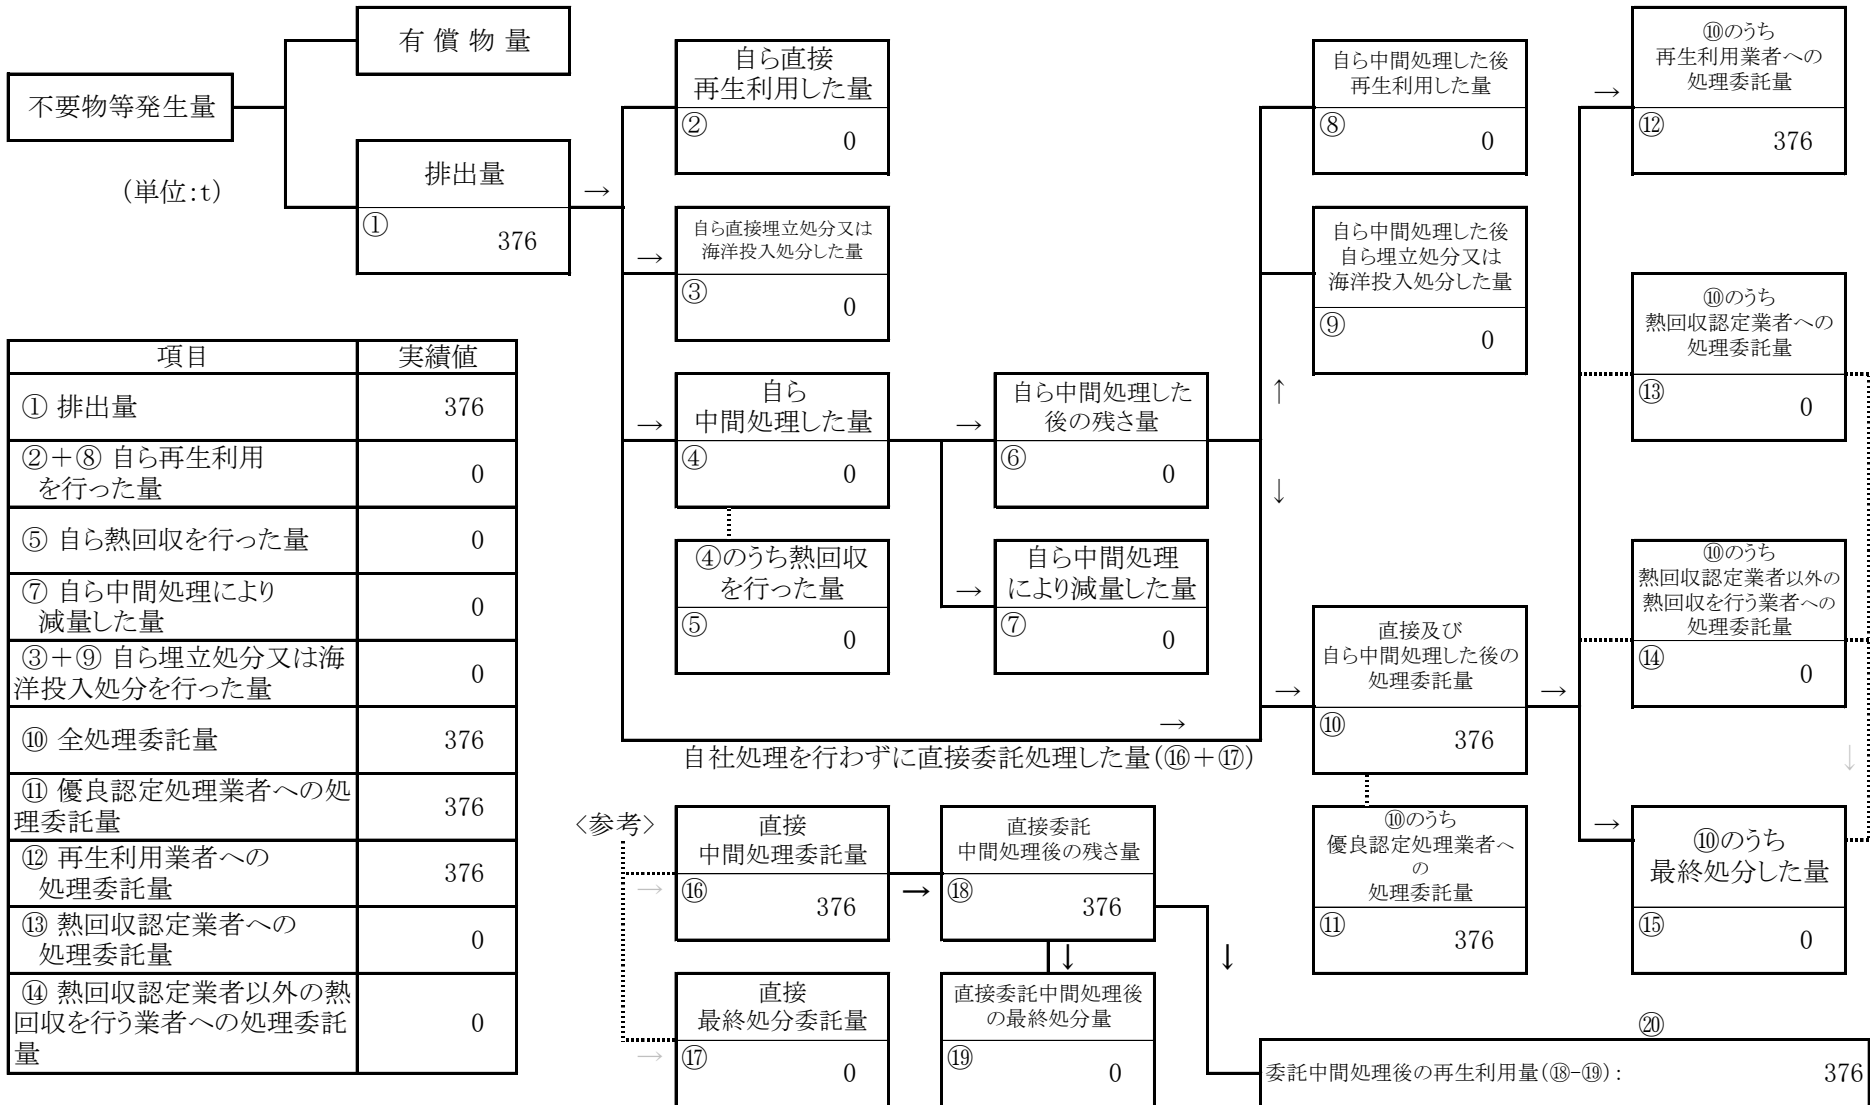 有 償 物 量
不要物等発生量
(単位:t)
排出量
①
376
→
自ら直接
再生利用した量
②
0
→
自ら直接埋立処分又は
海洋投入処分した量
③
0
→
自ら
中間処理した量
④
0
④のうち熱回収
を行った量
⑤
0
→
自ら中間処理した
後の残さ量
⑥
0
→
自ら中間処理
により減量した量
⑦
0
自ら中間処理した後
再生利用した量
⑧
0
自ら中間処理した後
自ら埋立処分又は
海洋投入処分した量
⑨
0
↑
↓
→
直接及び
自ら中間処理した後の
処理委託量
⑩
376
→
⑩のうち
優良認定処理業者へ
の
処理委託量
⑪
376
→
⑩のうち
再生利用業者への
処理委託量
⑫
376
⑩のうち
熱回収認定業者への
処理委託量
⑬
0
⑩のうち
熱回収認定業者以外の
熱回収を行う業者への
処理委託量
⑭
0
↓
→
⑩のうち
最終処分した量
⑮
0
→
自社処理を行わずに直接委託処理した量(⑯+⑰)
<参考>
→
直接
中間処理委託量
⑯
376
→
直接委託
中間処理後の残さ量
⑱
376
↓
↓
→
直接
最終処分委託量
⑰
0
直接委託中間処理後
の最終処分量
⑲
0
⑳
委託中間処理後の再生利用量(⑱-⑲): 376
項目 実績値
① 排出量 376
②+⑧ 自ら再生利用
を行った量 0
⑤ 自ら熱回収を行った量 0
⑦ 自ら中間処理により
減量した量 0
③+⑨ 自ら埋立処分又は海
洋投入処分を行った量 0
⑩ 全処理委託量 376
⑪ 優良認定処理業者への処
理委託量 376
⑫ 再生利用業者への
処理委託量 376
⑬ 熱回収認定業者への
処理委託量 0
⑭ 熱回収認定業者以外の熱
回収を行う業者への処理委託
量 0